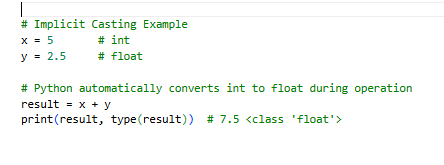 # Implicit Casting Example
x = 5       # int
y = 2.5     # float
# Python automatically converts int to float during operation
result = x + y
print(result, type(result))  # 7.5 <class 'float'>